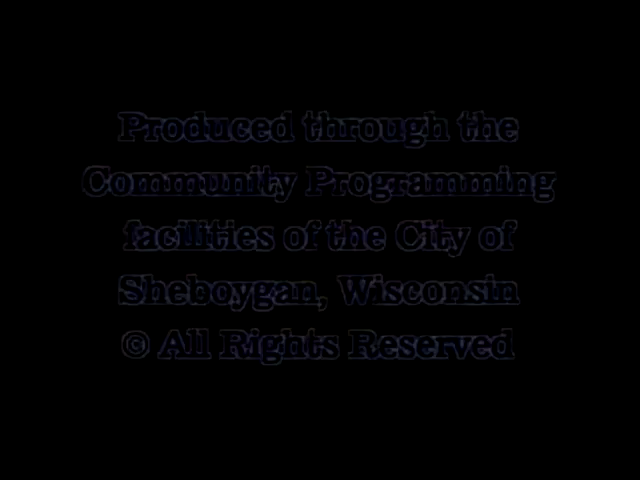 Produced through the
Community Programming
facilities of the City of
Sheboygan, Wisconsin
© All Rights Reserved